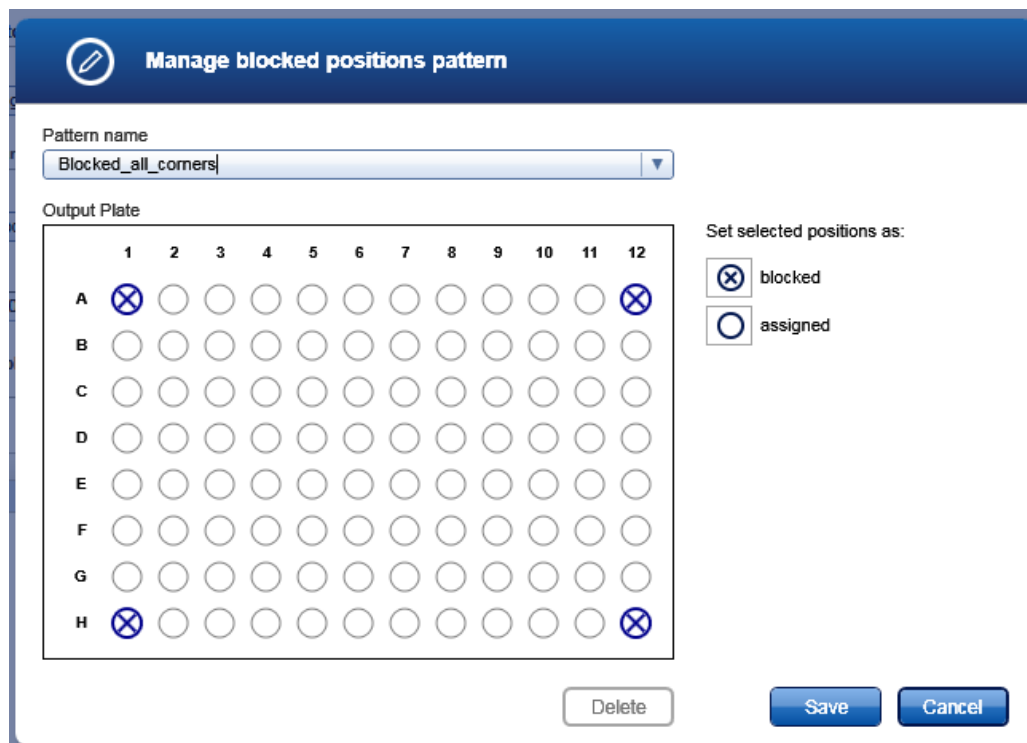 Manage blocked positions pattern
Pattern name
Blocked_all_corners
Output Plate
Set selected positions as:
1 2 3 4 5 6 7 8 9 10 11 12
blocked
A
assigned
B
C
D
E
F
G
H
Delete Save Cancel